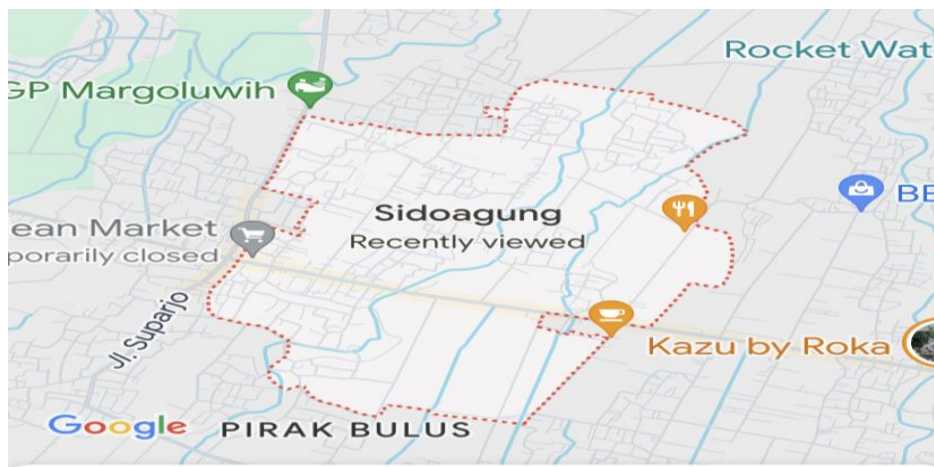 Rocket Wat
GP Margoluwih
Sidoagung
Recently viewed
BE
ean Market
porarily closed
Jl. Suparjo
Kazu by Roka
Google
PIRAK BULUS